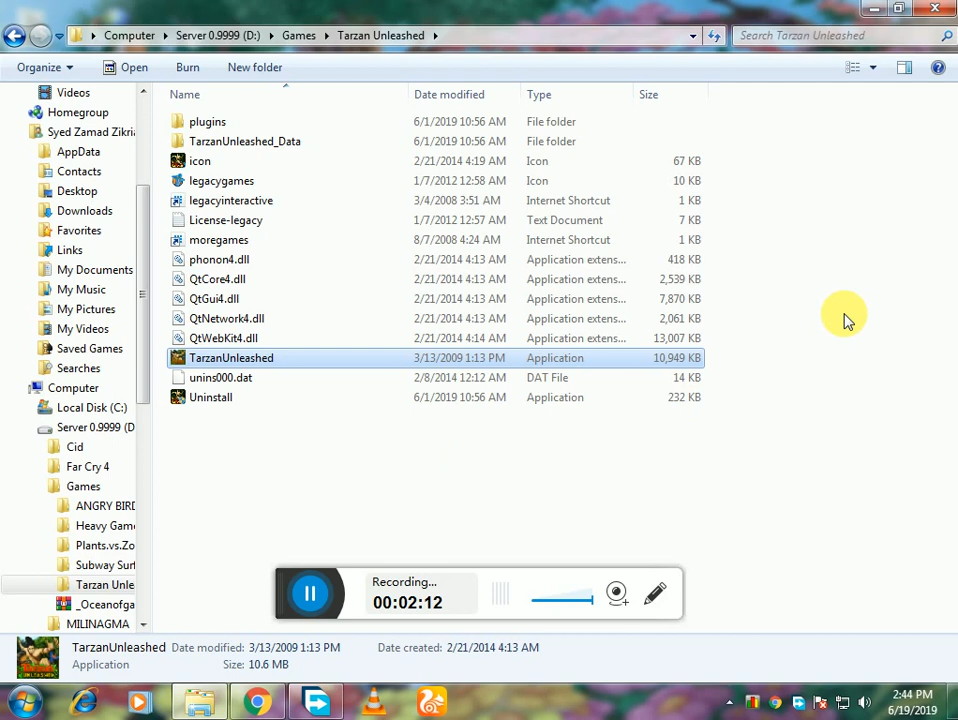 Computer Server 0.9999 (D:) Games Tarzan Unleashed Search Tarzan Unleashed
Organize Open Burn New folder
Name Date modified Type Size
Videos
Homegroup
Syed Zamad Zikri
AppData
Contacts
Desktop
Downloads
Favorites
Links
My Documents
My Music
My Pictures
My Videos
Saved Games
Searches
Computer
Local Disk (C:)
Server 0.9999 (D
Cid
Far Cry 4
Games
ANGRY BIRD
Heavy Game
Plants.vs.Zo
Subway Surf
Tarzan Unle
_Oceanofga
MILINAGMA
plugins 6/1/2019 10:56 AM File folder
TarzanUnleashed_Data 6/1/2019 10:56 AM File folder
icon 2/21/2014 4:19 AM Icon 67 KB
legacygames 1/7/2012 12:58 AM Icon 10 KB
legacyinteractive 3/4/2008 3:51 AM Internet Shortcut 1 KB
License-legacy 1/7/2012 12:57 AM Text Document 7 KB
moregames 8/7/2008 4:24 AM Internet Shortcut 1 KB
phonon4.dll 2/21/2014 4:13 AM Application extens... 418 KB
QtCore4.dll 2/21/2014 4:13 AM Application extens... 2,539 KB
QtGui4.dll 2/21/2014 4:13 AM Application extens... 7,870 KB
QtNetwork4.dll 2/21/2014 4:13 AM Application extens... 2,061 KB
QtWebKit4.dll 2/21/2014 4:14 AM Application extens... 13,007 KB
TarzanUnleashed 3/13/2009 1:13 PM Application 10,949 KB
unins000.dat 2/8/2014 12:12 AM DAT File 14 KB
Uninstall 6/1/2019 10:56 AM Application 232 KB
Recording...
00:02:12
TarzanUnleashed Date modified: 3/13/2009 1:13 PM Date created: 2/21/2014 4:13 AM
Application Size: 10.6 MB
2:44 PM
6/19/2019